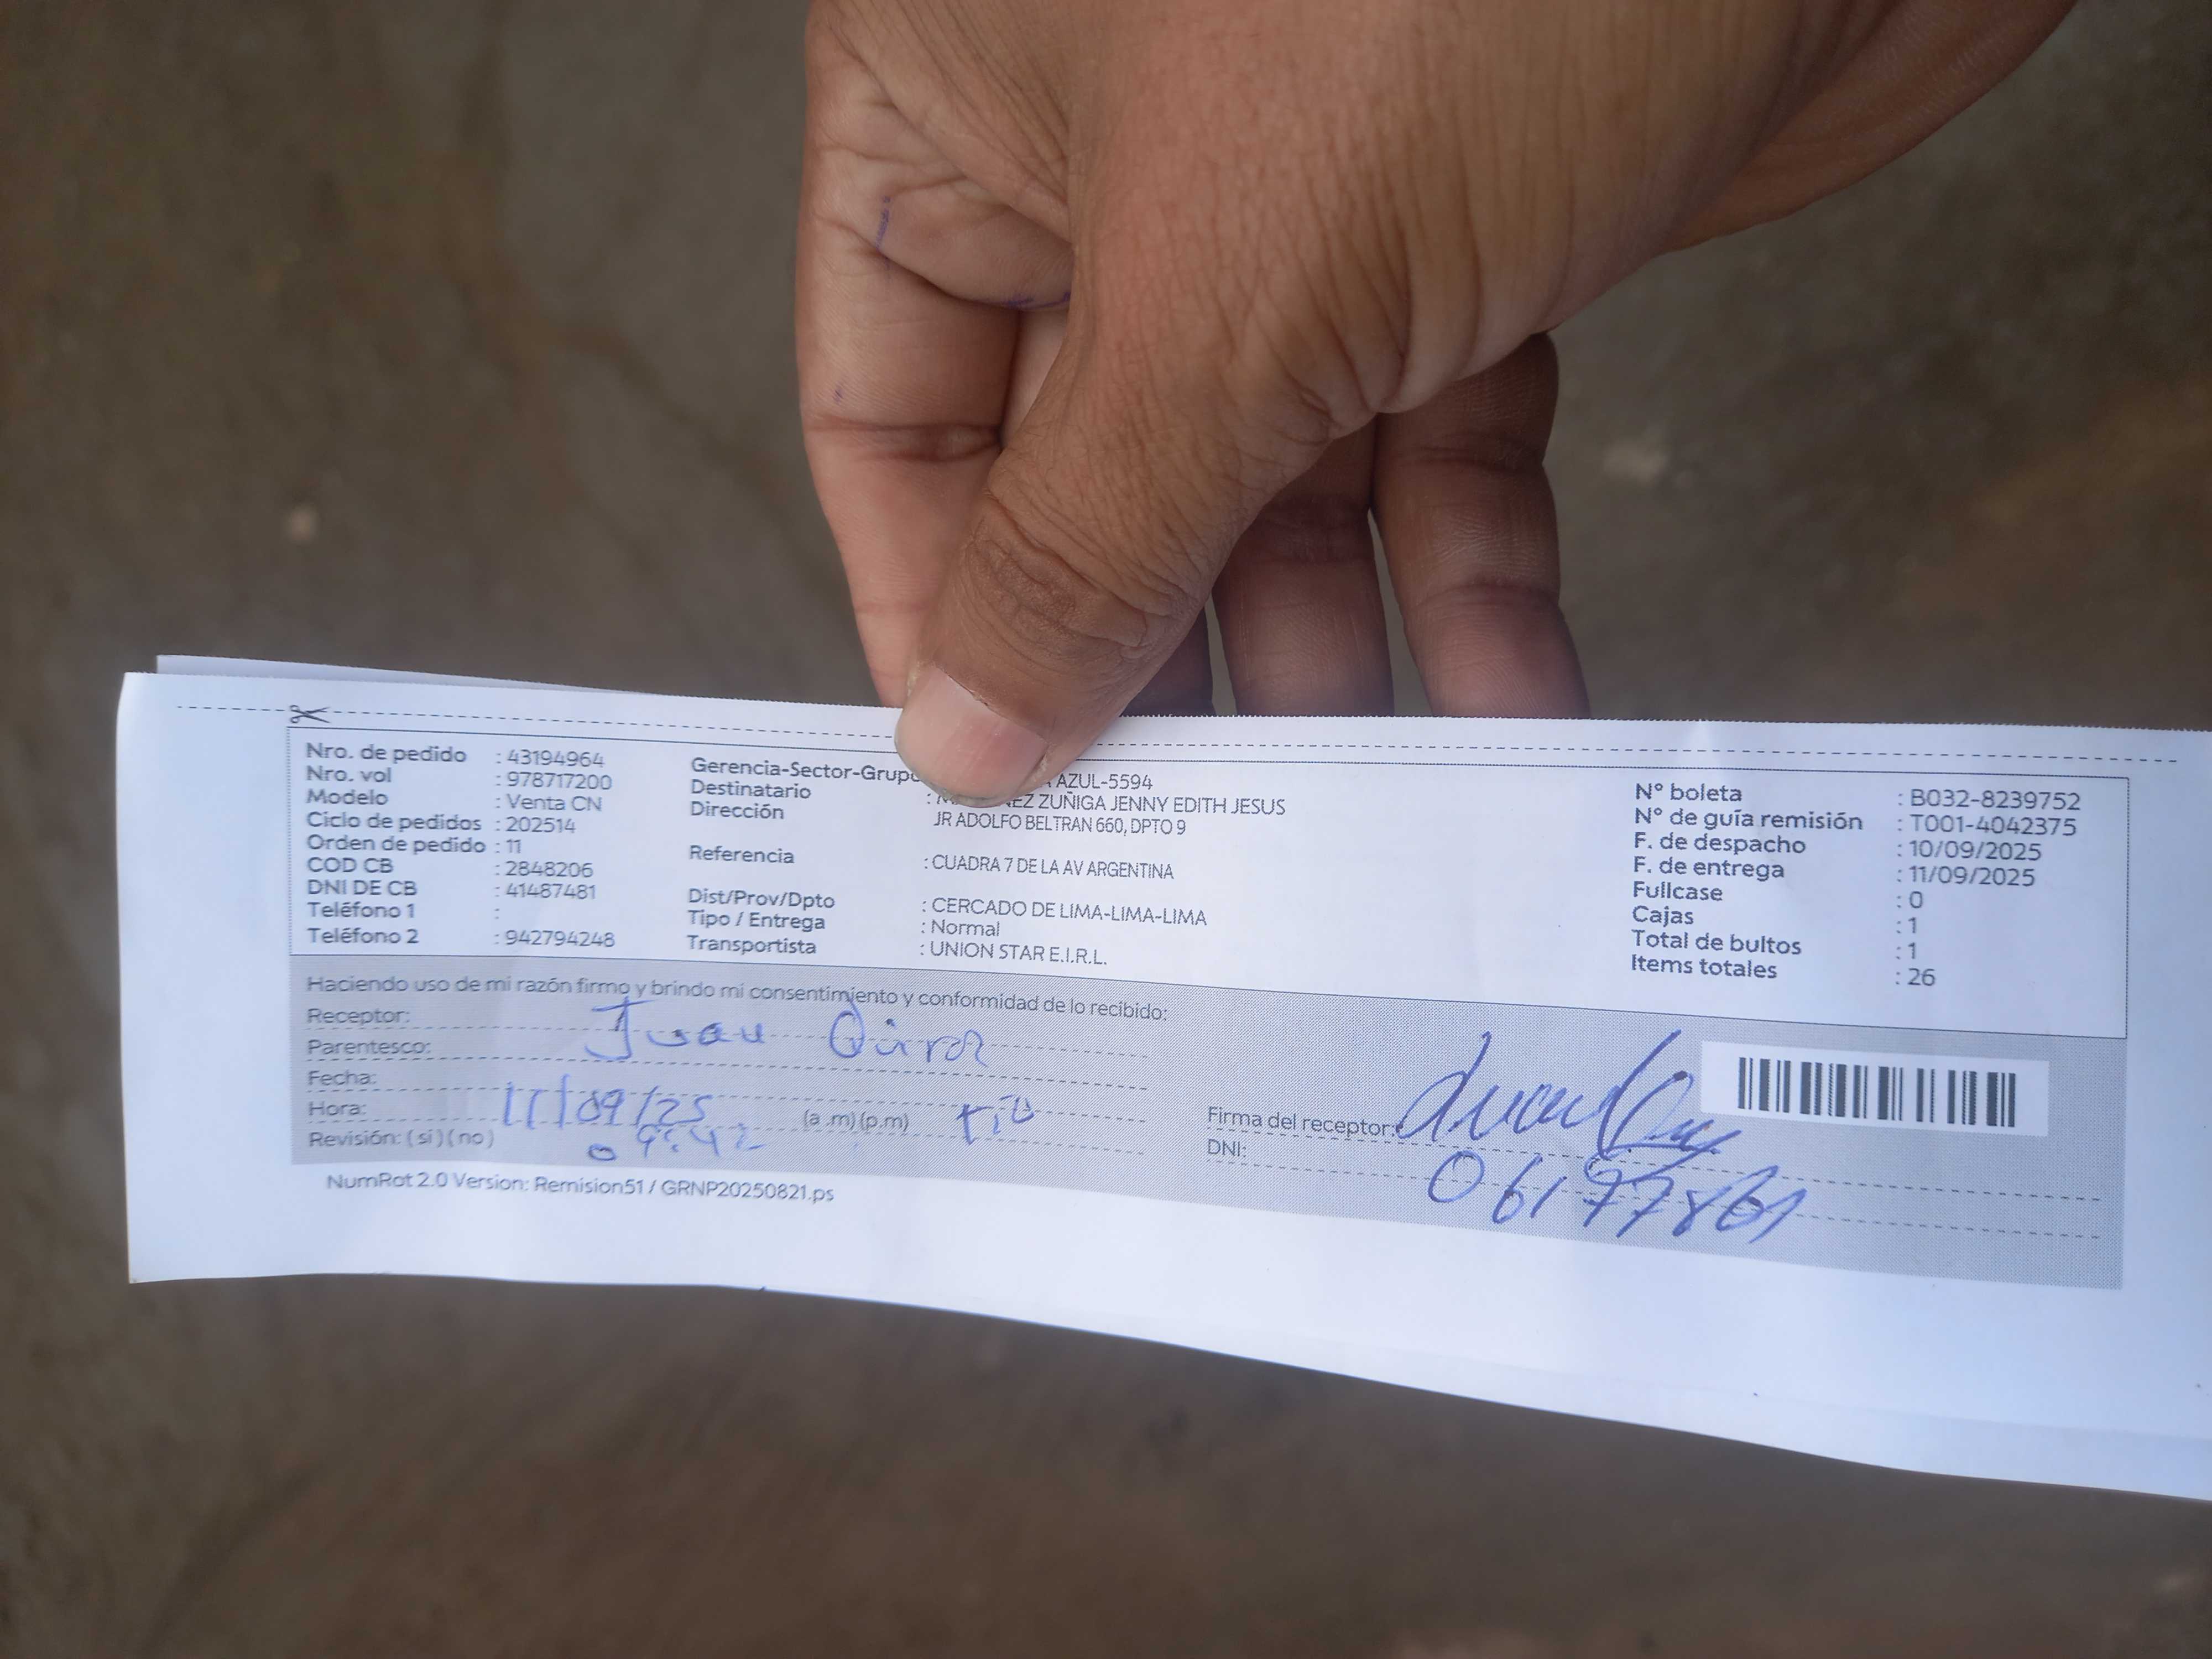 Nro. de pedido : 43194964
Nro. vol : 978717200
Modelo : Venta CN
Ciclo de pedidos : 202514
Orden de pedido : 11
COD CB : 2848206
DNI DE CB : 41487481
Teléfono 1 :
Teléfono 2 : 942794248
Gerencia-Sector-Grupo AZUL-5594
Destinatario : ZUÑIGA JENNY EDITH JESUS
Dirección JR ADOLFO BELTRAN 660, DPTO 9
Referencia : CUADRA 7 DE LA AV ARGENTINA
Dist/Prov/Dpto : CERCADO DE LIMA-LIMA-LIMA
Tipo / Entrega : Normal
Transportista : UNION STAR E.I.R.L.
N° boleta : B032-8239752
N° de guía remisión : T001-4042375
F. de despacho : 10/09/2025
F. de entrega : 11/09/2025
Fullcase : 0
Cajas : 1
Total de bultos : 1
Items totales : 26
Haciendo uso de mi razón firmo y brindo mi consentimiento y conformidad de lo recibido:
Receptor: Juan
Parentesco:
Fecha: 11/09/25
Hora: 09:42 (a .m) (p.m) tio
Revisión: ( si ) ( no )
Firma del receptor:
DNI:
NumRot 2.0 Version: Remision51 / GRNP20250821.ps